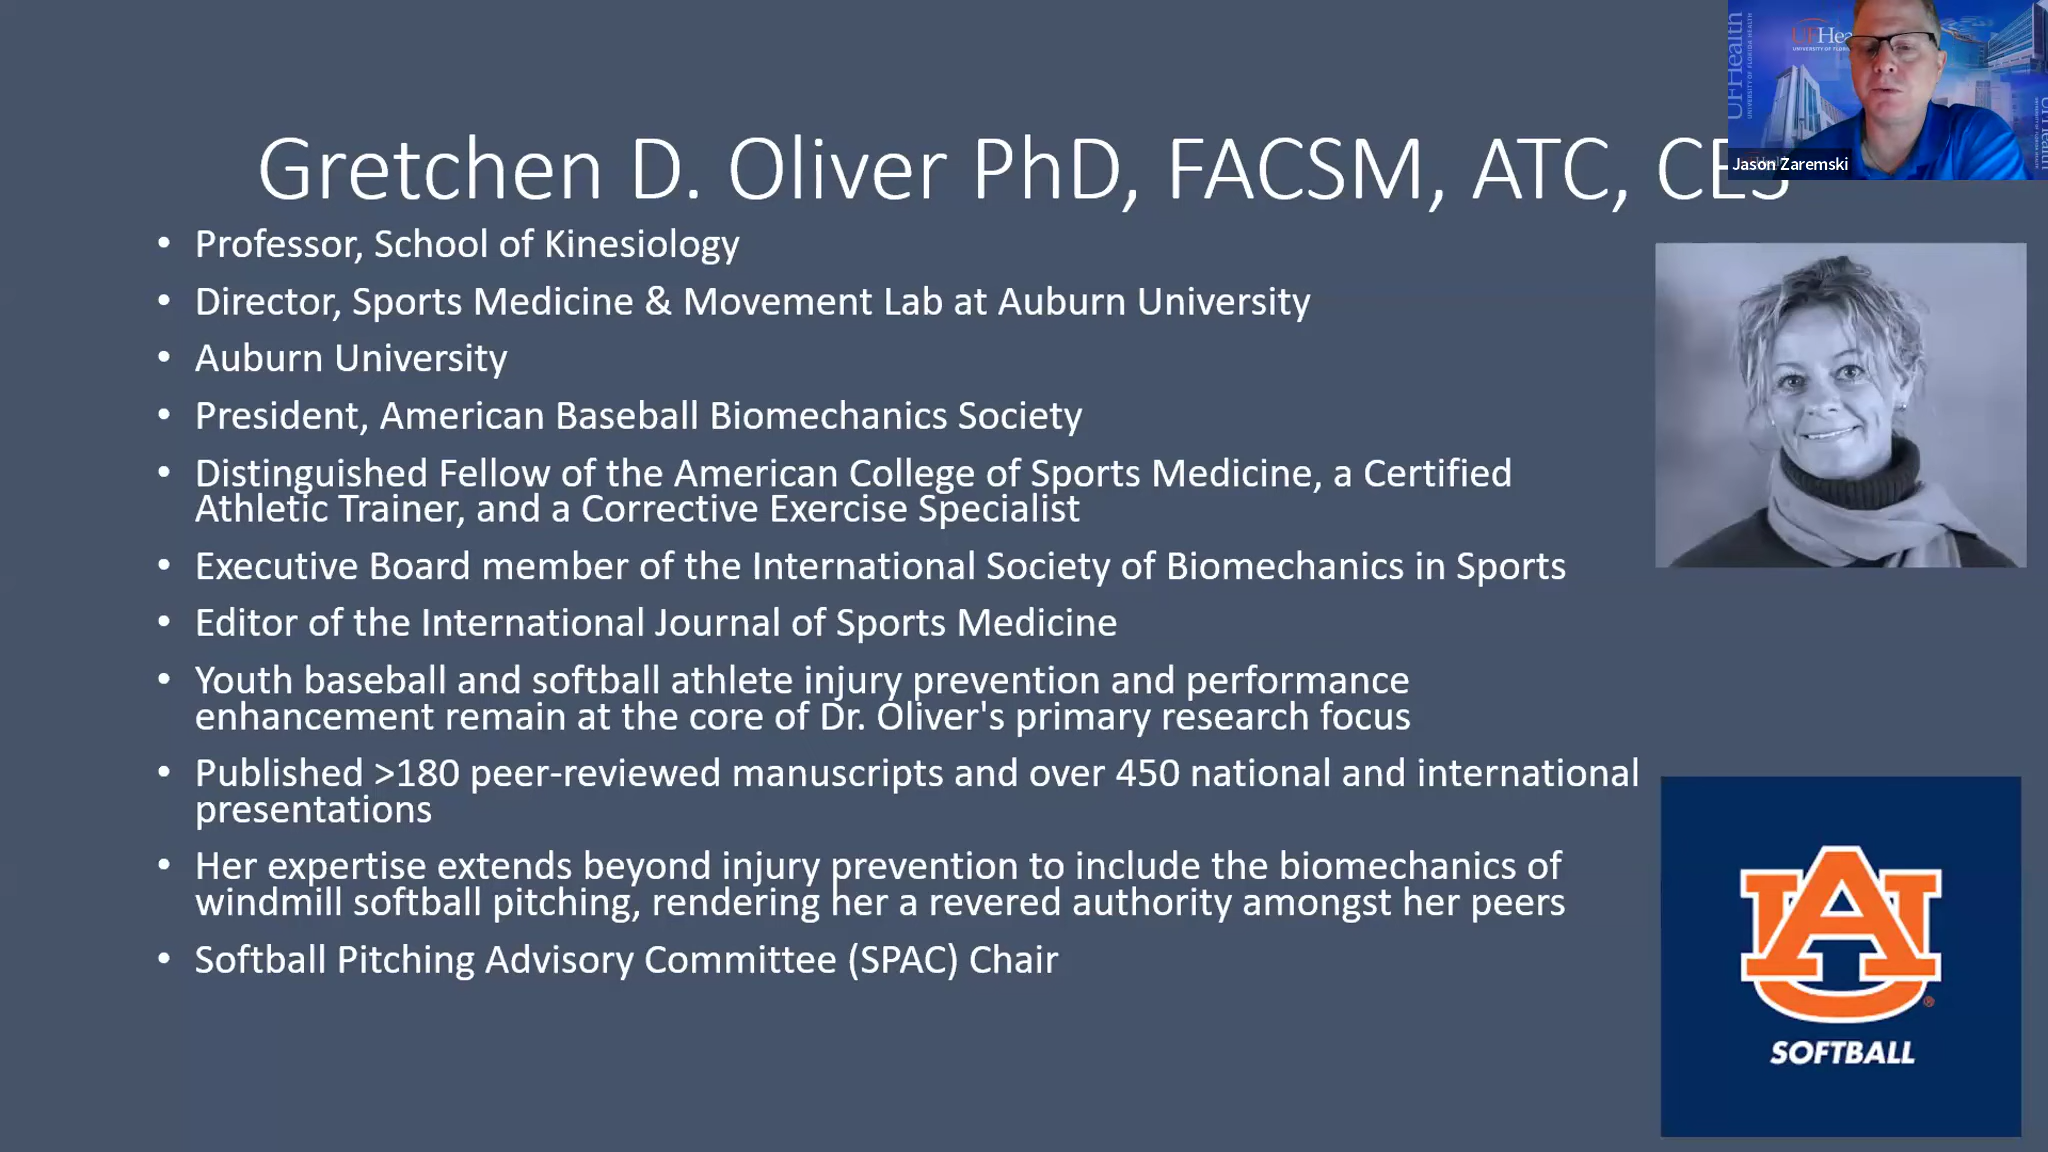 Gretchen D. Oliver PhD, FACSM, ATC, CES
Jason Zaremski
UFHealth
UNIVERSITY OF FLORIDA HEALTH
• Professor, School of Kinesiology
• Director, Sports Medicine & Movement Lab at Auburn University
• Auburn University
• President, American Baseball Biomechanics Society
• Distinguished Fellow of the American College of Sports Medicine, a Certified
Athletic Trainer, and a Corrective Exercise Specialist
• Executive Board member of the International Society of Biomechanics in Sports
• Editor of the International Journal of Sports Medicine
• Youth baseball and softball athlete injury prevention and performance
enhancement remain at the core of Dr. Oliver's primary research focus
• Published >180 peer-reviewed manuscripts and over 450 national and international
presentations
• Her expertise extends beyond injury prevention to include the biomechanics of
windmill softball pitching, rendering her a revered authority amongst her peers
• Softball Pitching Advisory Committee (SPAC) Chair
AU
SOFTBALL